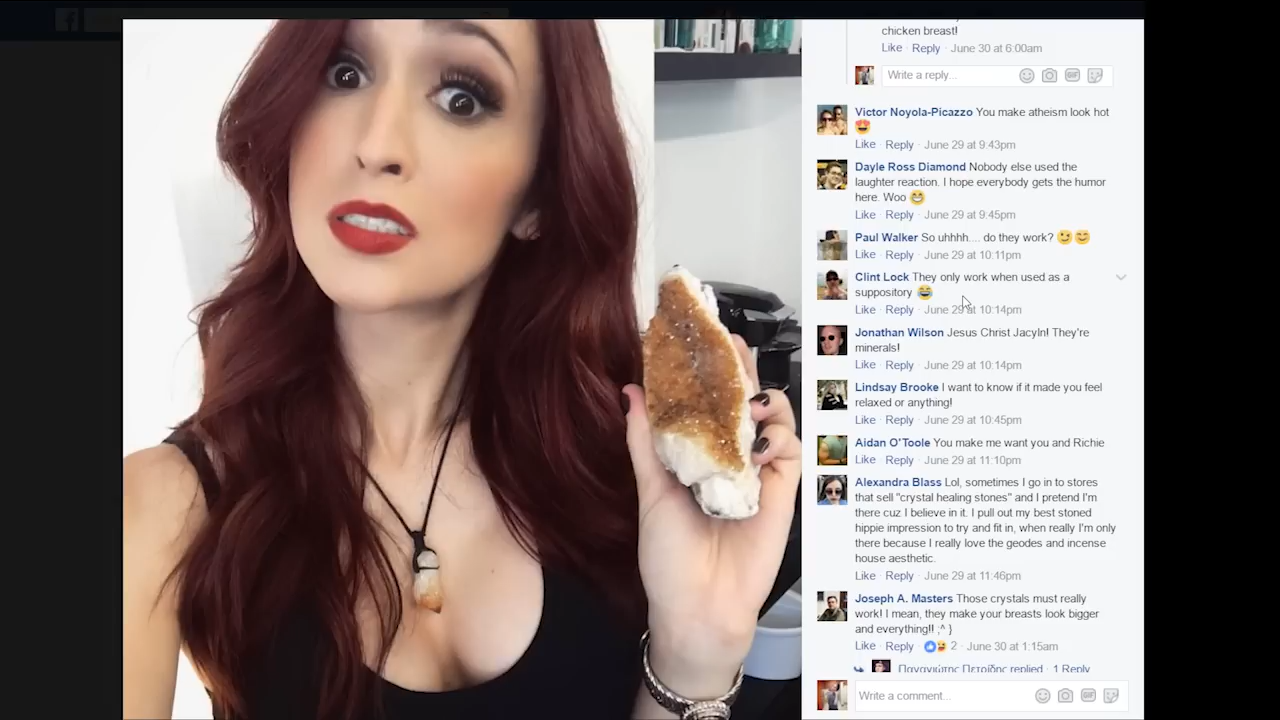 chicken breast!
Like · Reply · June 30 at 6:00am
Write a reply...
Victor Noyola-Picazzo You make atheism look hot
Like · Reply · June 29 at 9:43pm
Dayle Ross Diamond Nobody else used the
laughter reaction. I hope everybody gets the humor
here. Woo
Like · Reply · June 29 at 9:45pm
Paul Walker So uhhhh.... do they work?
Like · Reply · June 29 at 10:11pm
Clint Lock They only work when used as a
suppository
Like · Reply · June 29 at 10:14pm
Jonathan Wilson Jesus Christ Jacyln! They're
minerals!
Like · Reply · June 29 at 10:14pm
Lindsay Brooke I want to know if it made you feel
relaxed or anything!
Like · Reply · June 29 at 10:45pm
Aidan O'Toole You make me want you and Richie
Like · Reply · June 29 at 11:10pm
Alexandra Blass Lol, sometimes I go in to stores
that sell "crystal healing stones" and I pretend I'm
there cuz I believe in it. I pull out my best stoned
hippie impression to try and fit in, when really I'm only
there because I really love the geodes and incense
house aesthetic.
Like · Reply · June 29 at 11:46pm
Joseph A. Masters Those crystals must really
work! I mean, they make your breasts look bigger
and everything!! ;^ )
Like · Reply · 2 · June 30 at 1:15am
Παναγιώτης Πετρίδης replied · 1 Reply
Write a comment...